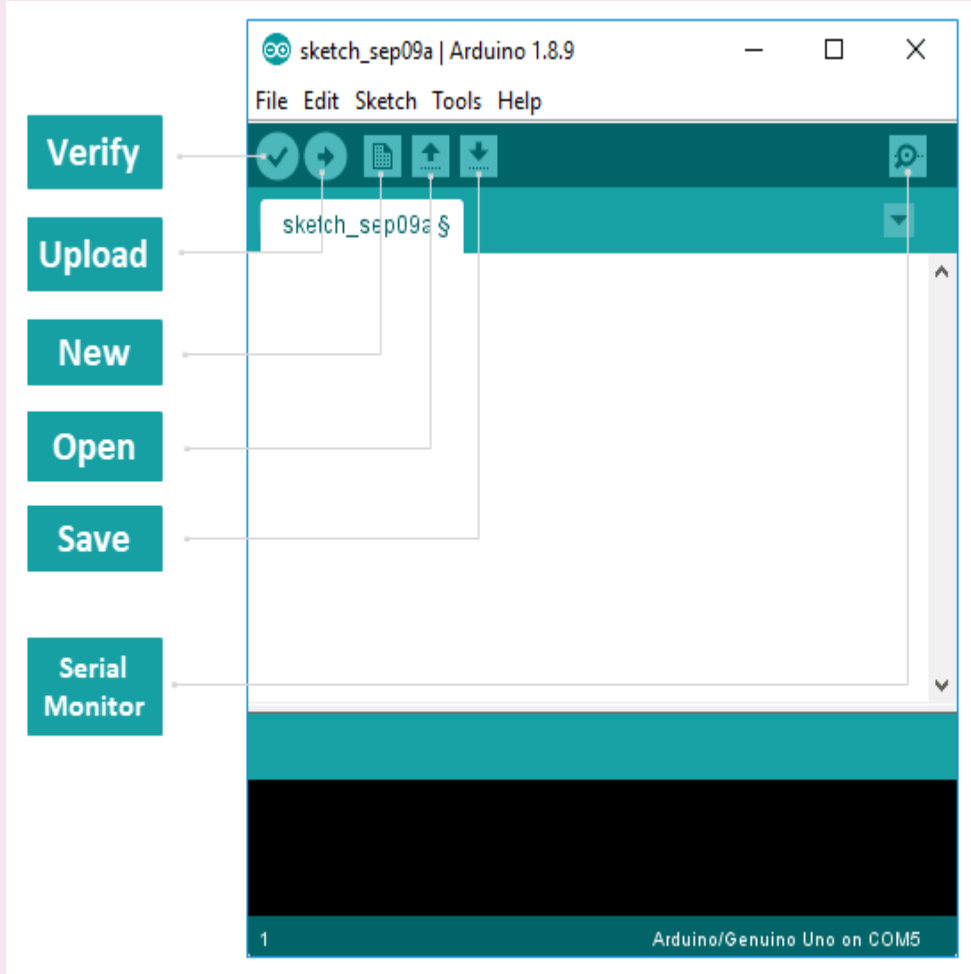 sketch_sep09a | Arduino 1.8.9
File Edit Sketch Tools Help
Verify
sketch_sep09a §
Upload
New
Open
Save
Serial
Monitor
1 Arduino/Genuino Uno on COM5